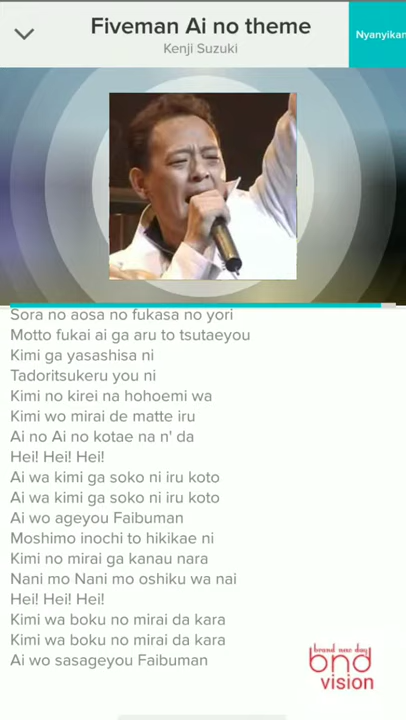 Fiveman Ai no theme
Kenji Suzuki
Nyanyikan
Sora no aosa no fukasa no yori
Motto fukai ai ga aru to tsutaeyou
Kimi ga yasashisa ni
Tadoritsukeru you ni
Kimi no kirei na hohoemi wa
Kimi wo mirai de matte iru
Ai no Ai no kotae na n' da
Hei! Hei! Hei!
Ai wa kimi ga soko ni iru koto
Ai wa kimi ga soko ni iru koto
Ai wo ageyou Faibuman
Moshimo inochi to hikikae ni
Kimi no mirai ga kanau nara
Nani mo Nani mo oshiku wa nai
Hei! Hei! Hei!
Kimi wa boku no mirai da kara
Kimi wa boku no mirai da kara
Ai wo sasageyou Faibuman
brand new day
bnd
vision